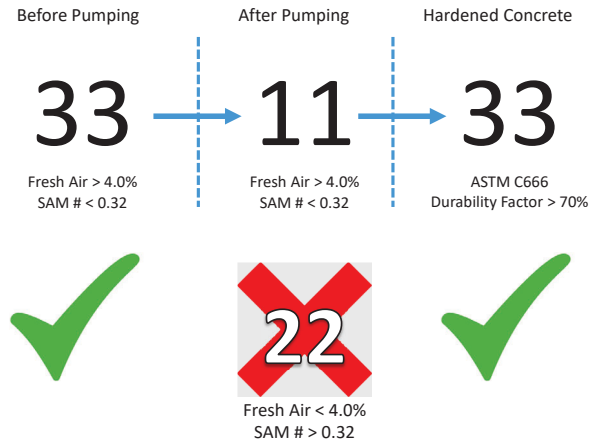 Before Pumping
After Pumping
Hardened Concrete
33
11
33
Fresh Air > 4.0%
SAM # < 0.32
Fresh Air > 4.0%
SAM # < 0.32
ASTM C666
Durability Factor > 70%
22
Fresh Air < 4.0%
SAM # > 0.32